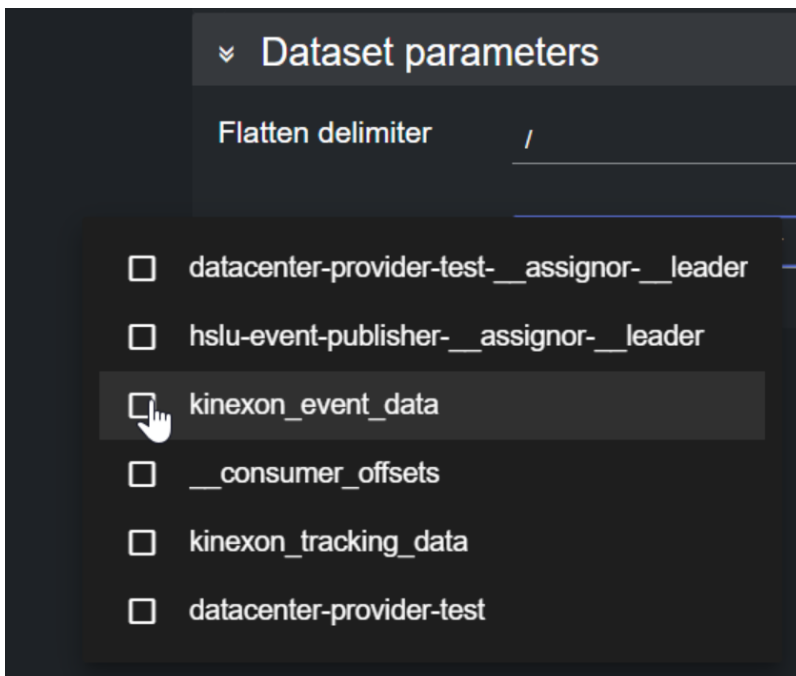 Dataset parameters
Flatten delimiter /
datacenter-provider-test-__assignor-__leader
hslu-event-publisher-__assignor-__leader
kinexon_event_data
__consumer_offsets
kinexon_tracking_data
datacenter-provider-test